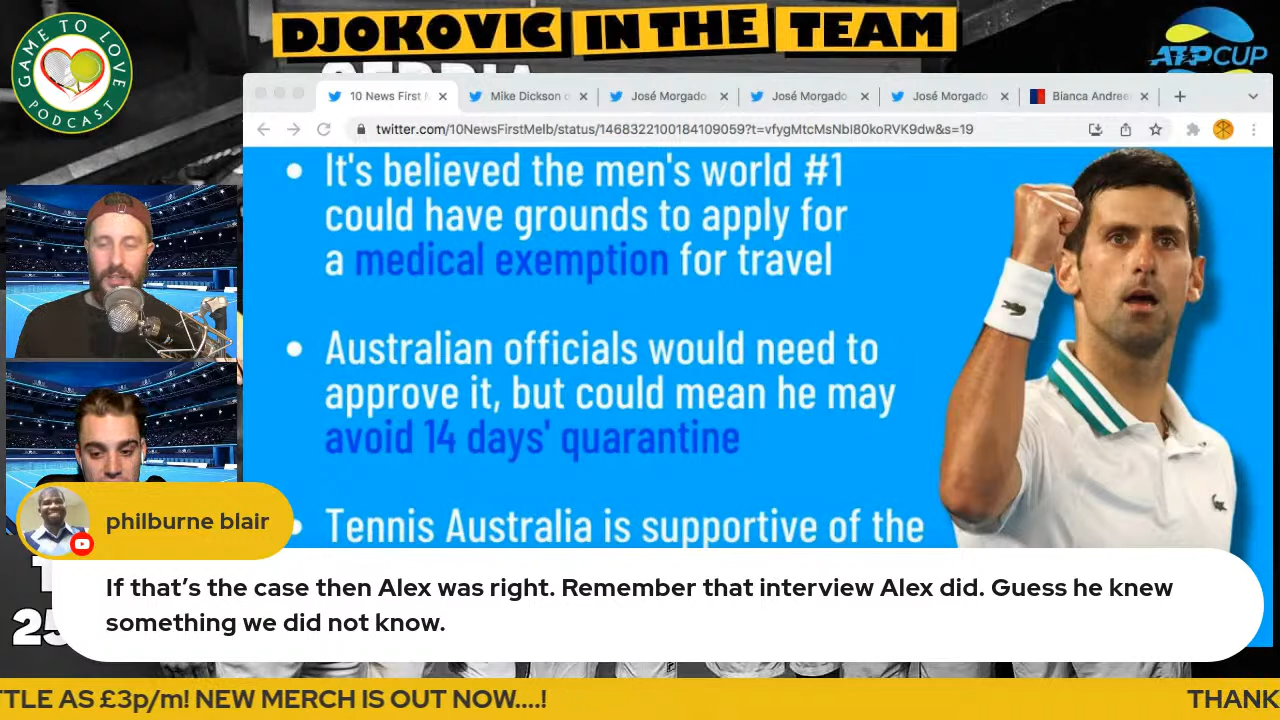 DJOKOVIC IN THE TEAM
GAME TO LOVE
PODCAST
ATP CUP
10 News First
Mike Dickson
José Morgado
José Morgado
José Morgado
Bianca Andree
twitter.com/10NewsFirstMelb/status/1468322100184109059?t=vfygMtcMsNbI80koRVK9dw&s=19
• It's believed the men's world #1
could have grounds to apply for
a medical exemption for travel
• Australian officials would need to
approve it, but could mean he may
avoid 14 days' quarantine
• Tennis Australia is supportive of the
philburne blair
If that’s the case then Alex was right. Remember that interview Alex did. Guess he knew
something we did not know.
TTLE AS £3p/m! NEW MERCH IS OUT NOW....!
THANK